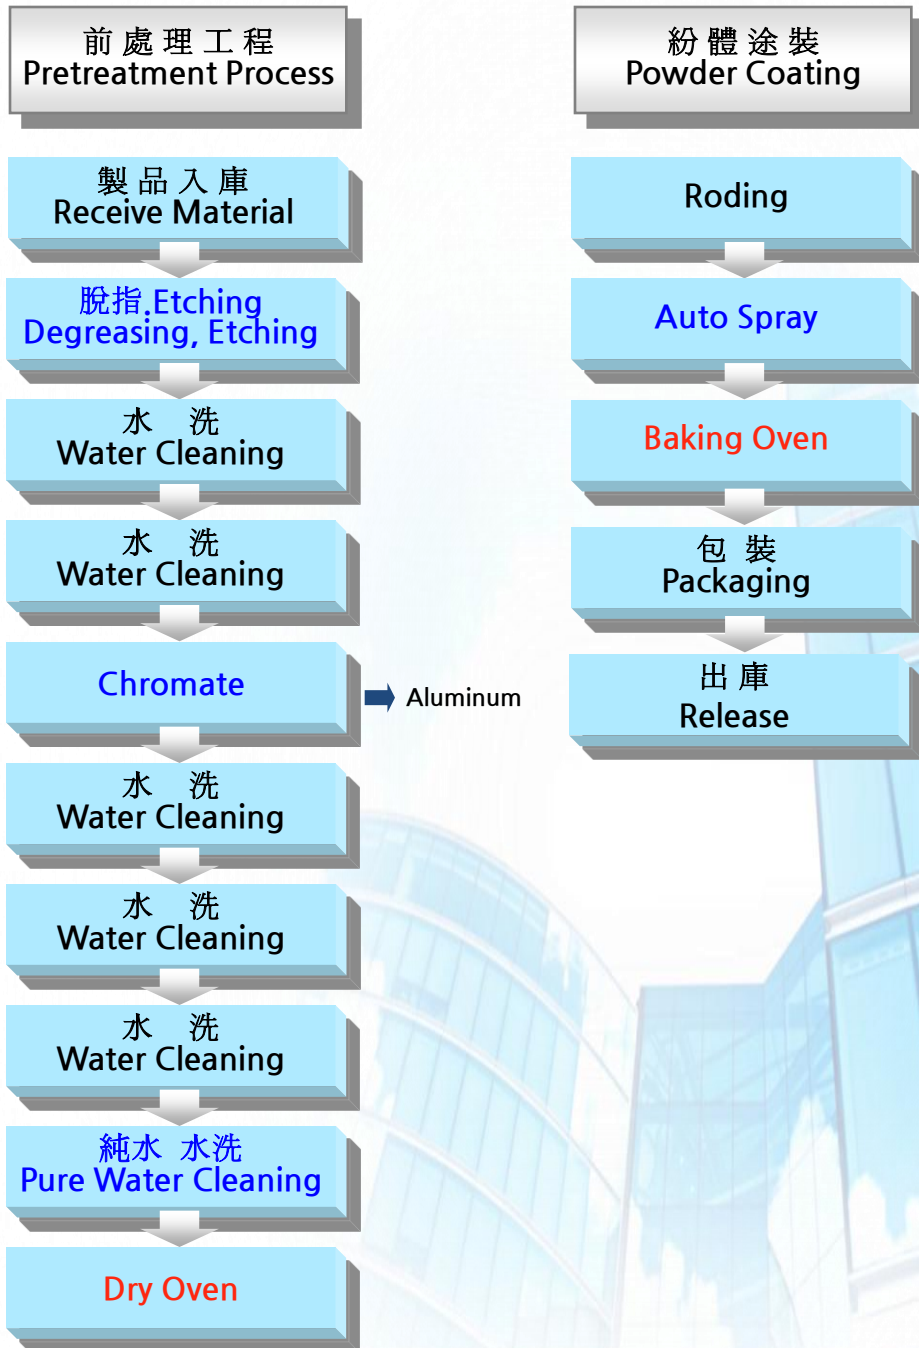 前處理工程
Pretreatment Process
製品入庫
Receive Material
脫指 Etching
Degreasing, Etching
水 洗
Water Cleaning
水 洗
Water Cleaning
Chromate
Aluminum
水 洗
Water Cleaning
水 洗
Water Cleaning
水 洗
Water Cleaning
純水 水洗
Pure Water Cleaning
Dry Oven
紛體塗裝
Powder Coating
Roding
Auto Spray
Baking Oven
包 裝
Packaging
出庫
Release